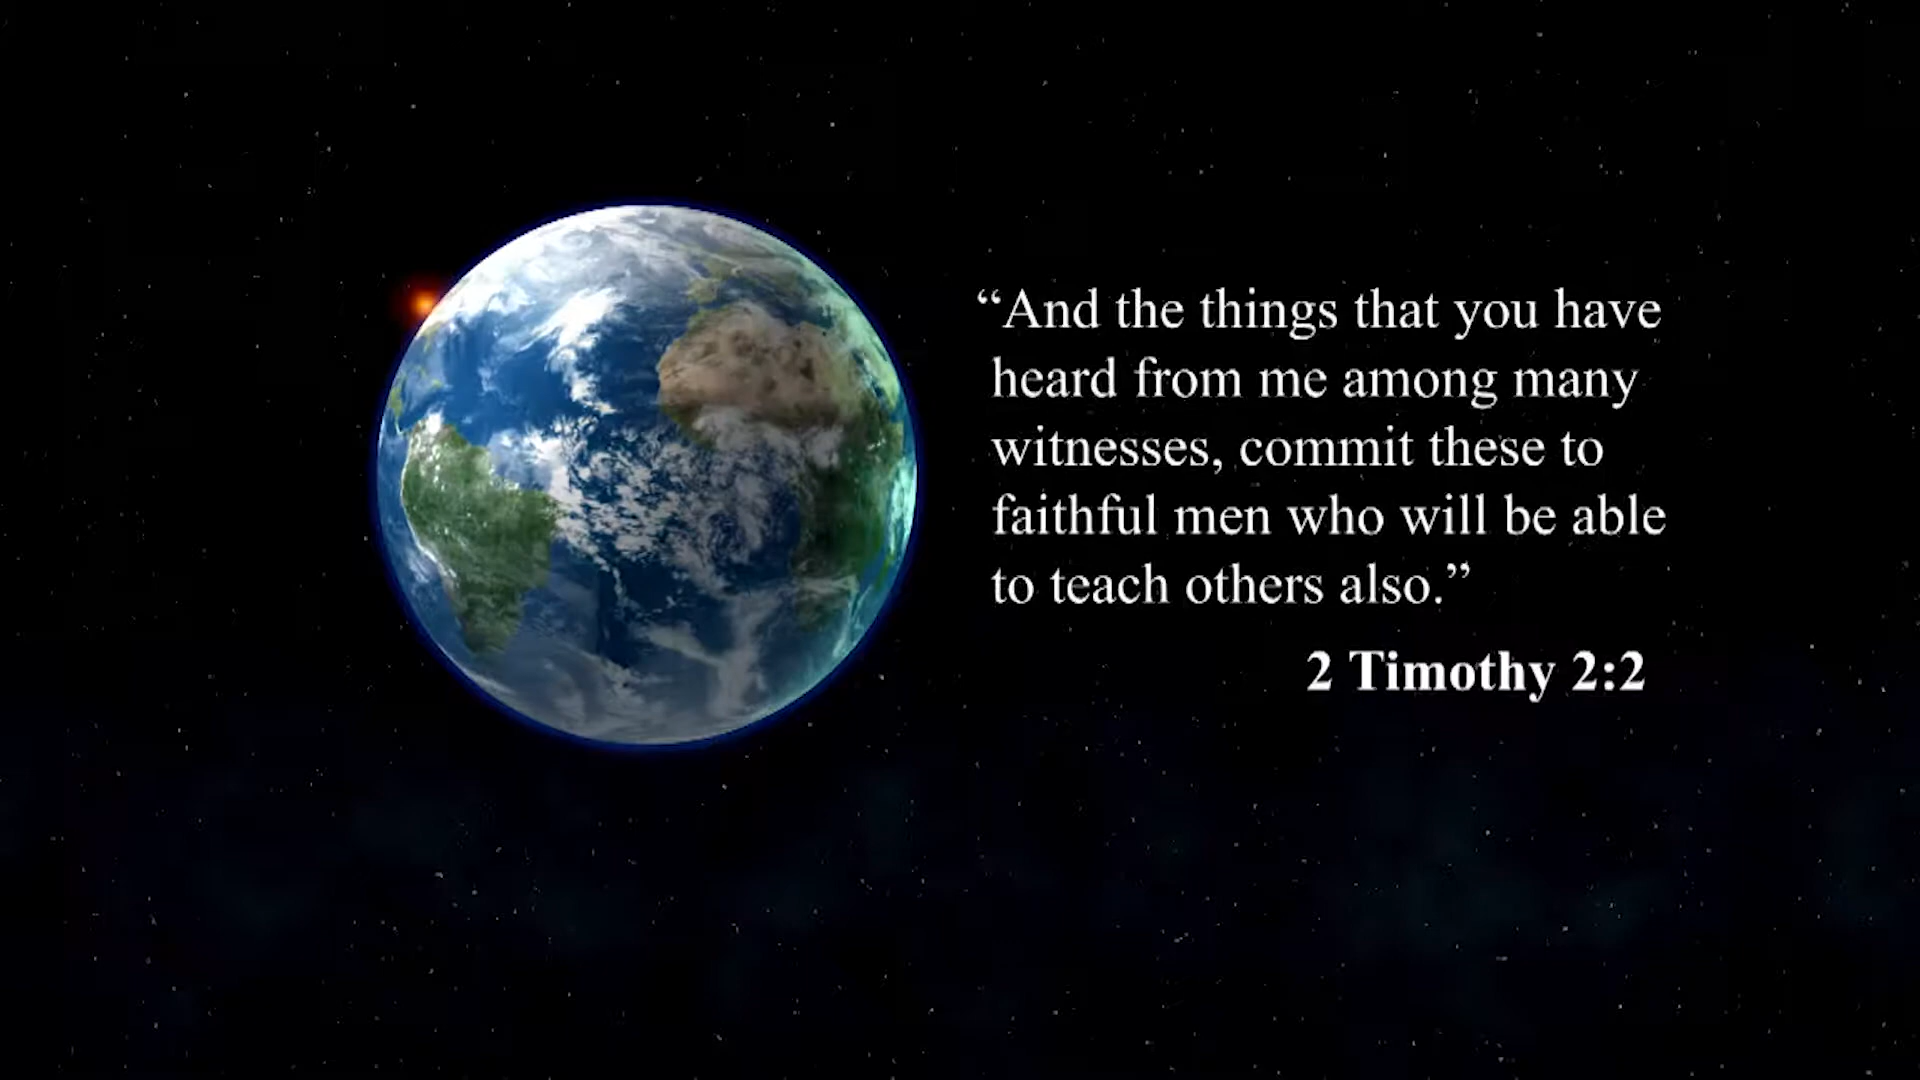 “And the things that you have
heard from me among many
witnesses, commit these to
faithful men who will be able
to teach others also.”
2 Timothy 2:2